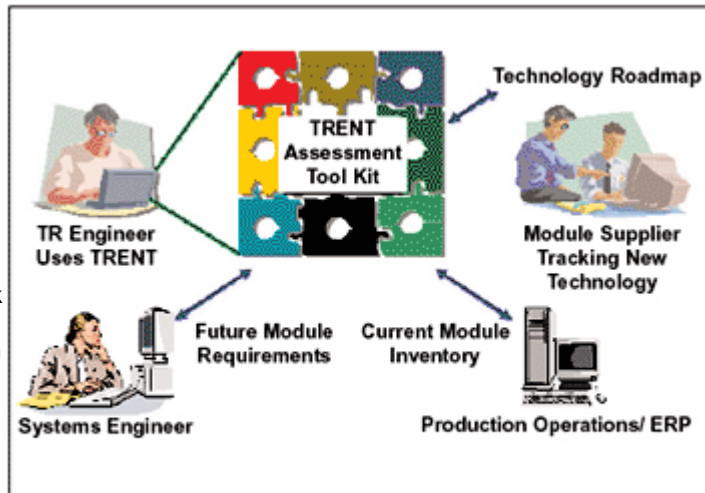 TRENT
Assessment
Tool Kit
Technology Roadmap
TR Engineer
Uses TRENT
Module Supplier
Tracking New
Technology
Future Module
Requirements
Current Module
Inventory
Systems Engineer
Production Operations/ ERP